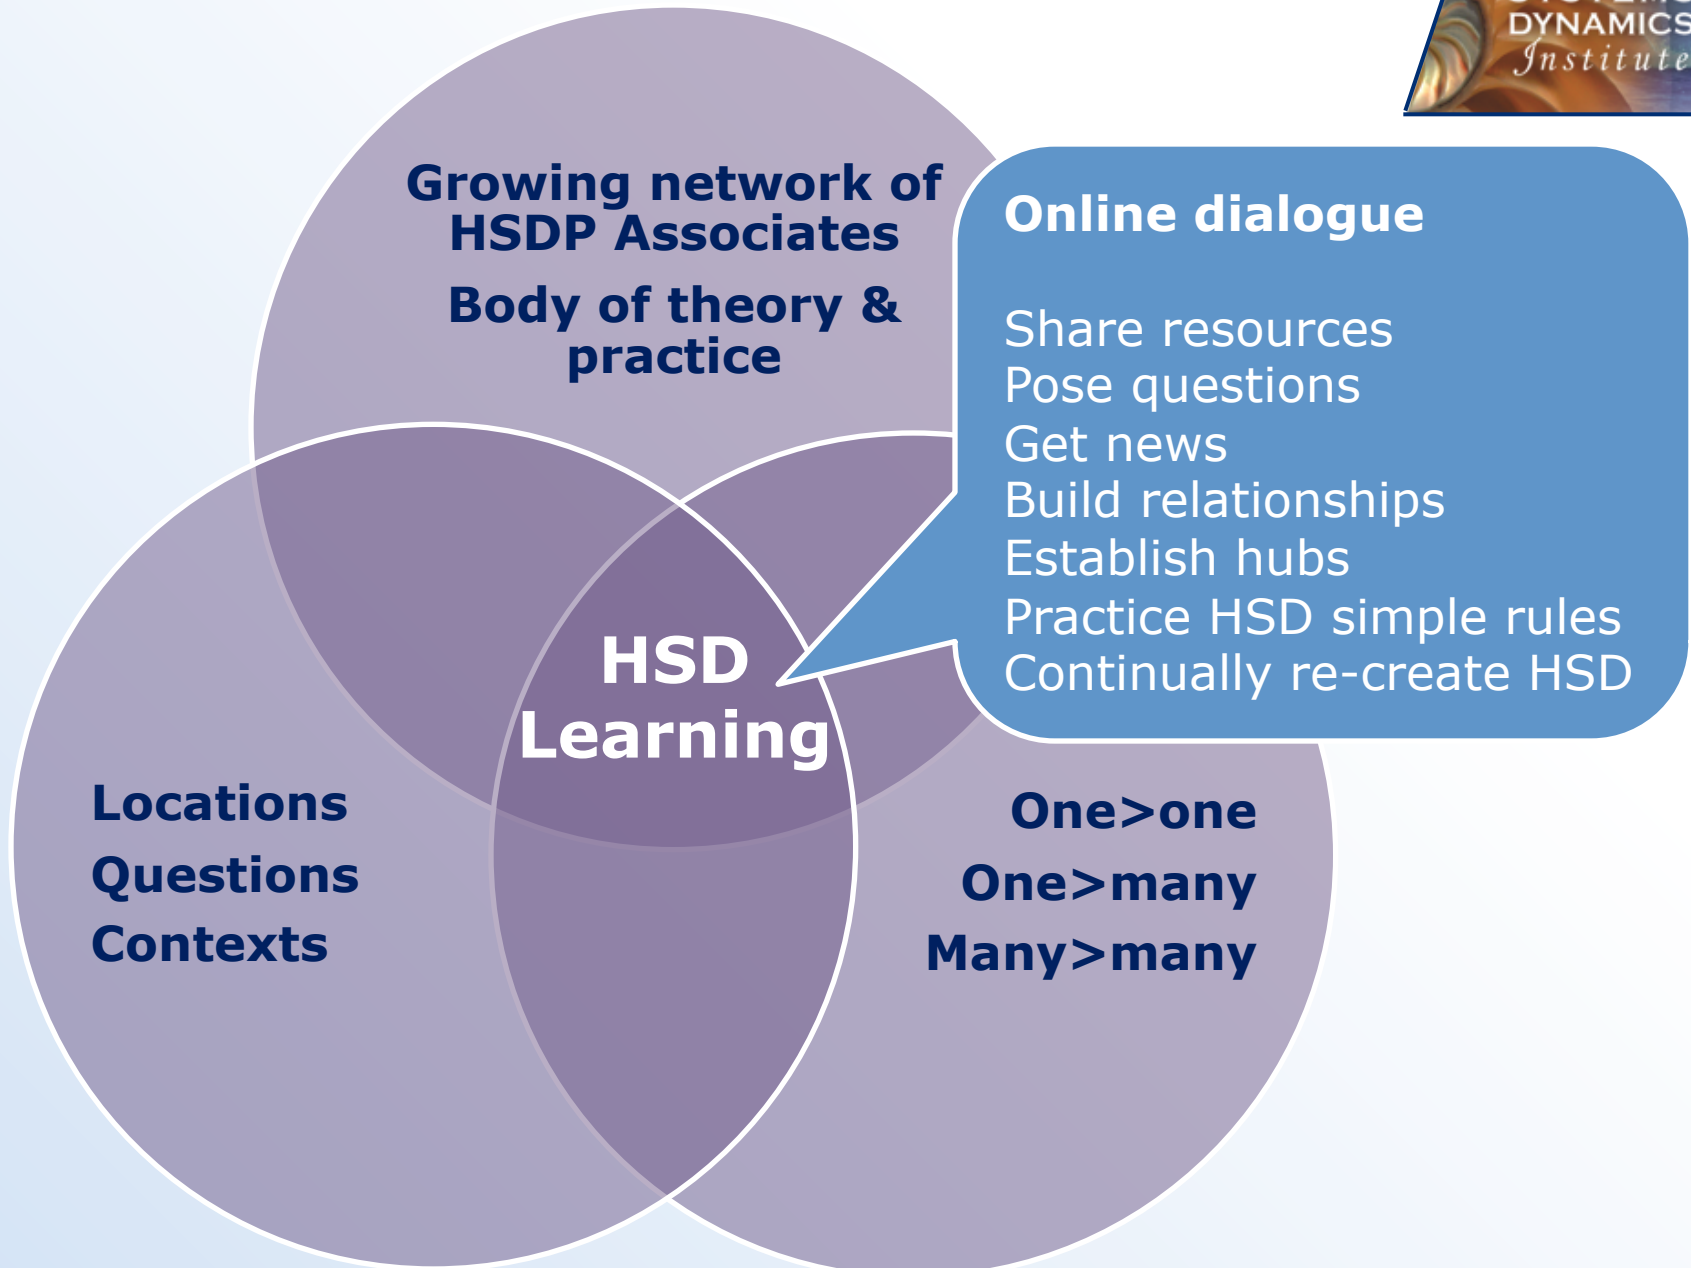 DYNAMICS
Institute
Growing network of
HSDP Associates
Body of theory &
practice
Online dialogue
Share resources
Pose questions
Get news
Build relationships
Establish hubs
Practice HSD simple rules
Continually re-create HSD
HSD
Learning
Locations
Questions
Contexts
One>one
One>many
Many>many